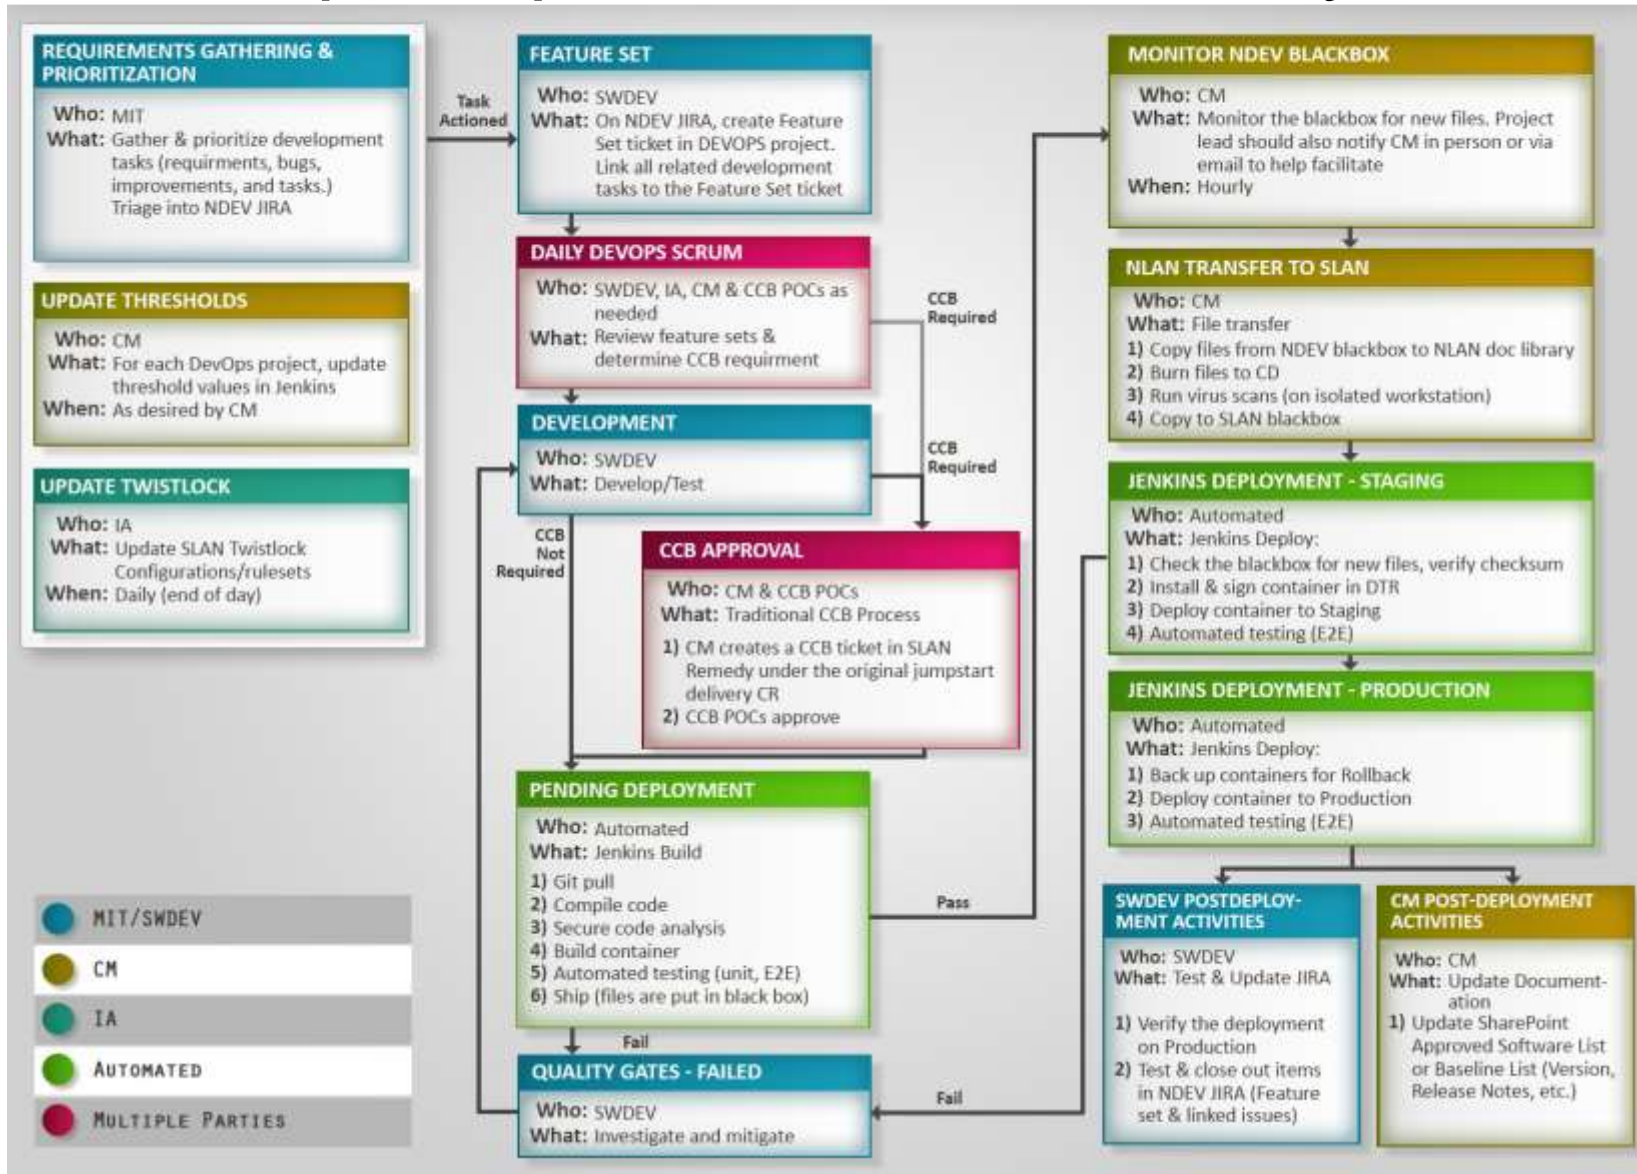 REQUIREMENTS GATHERING &
PRIORITIZATION
Who: MIT
What: Gather & prioritize development
tasks (requirments, bugs,
improvements, and tasks.)
Triage into NDEV JIRA
UPDATE THRESHOLDS
Who: CM
What: For each DevOps project, update
threshold values in Jenkins
When: As desired by CM
UPDATE TWISTLOCK
Who: IA
What: Update SLAN Twistlock
Configurations/rulesets
When: Daily (end of day)
MIT/SWDEV
CM
IA
AUTOMATED
MULTIPLE PARTIES
Task
Actioned
FEATURE SET
Who: SWDEV
What: On NDEV JIRA, create Feature
Set ticket in DEVOPS project.
Link all related development
tasks to the Feature Set ticket
DAILY DEVOPS SCRUM
Who: SWDEV, IA, CM & CCB POCs as
needed
What: Review feature sets &
determine CCB requirment
CCB
Required
DEVELOPMENT
Who: SWDEV
What: Develop/Test
CCB
Required
CCB
Not
Required
CCB APPROVAL
Who: CM & CCB POCs
What: Traditional CCB Process
1) CM creates a CCB ticket in SLAN
Remedy under the original jumpstart
delivery CR
2) CCB POCs approve
PENDING DEPLOYMENT
Who: Automated
What: Jenkins Build
1) Git pull
2) Compile code
3) Secure code analysis
4) Build container
5) Automated testing (unit, E2E)
6) Ship (files are put in black box)
Pass
Fail
QUALITY GATES - FAILED
Who: SWDEV
What: Investigate and mitigate
Fail
MONITOR NDEV BLACKBOX
Who: CM
What: Monitor the blackbox for new files. Project
lead should also notify CM in person or via
email to help facilitate
When: Hourly
NLAN TRANSFER TO SLAN
Who: CM
What: File transfer
1) Copy files from NDEV blackbox to NLAN doc library
2) Burn files to CD
3) Run virus scans (on isolated workstation)
4) Copy to SLAN blackbox
JENKINS DEPLOYMENT - STAGING
Who: Automated
What: Jenkins Deploy:
1) Check the blackbox for new files, verify checksum
2) Install & sign container in DTR
3) Deploy container to Staging
4) Automated testing (E2E)
JENKINS DEPLOYMENT - PRODUCTION
Who: Automated
What: Jenkins Deploy:
1) Back up containers for Rollback
2) Deploy container to Production
3) Automated testing (E2E)
SWDEV POSTDEPLOY-
MENT ACTIVITIES
Who: SWDEV
What: Test & Update JIRA
1) Verify the deployment
on Production
2) Test & close out items
in NDEV JIRA (Feature
set & linked issues)
CM POST-DEPLOYMENT
ACTIVITIES
Who: CM
What: Update Document-
ation
1) Update SharePoint
Approved Software List
or Baseline List (Version,
Release Notes, etc.)